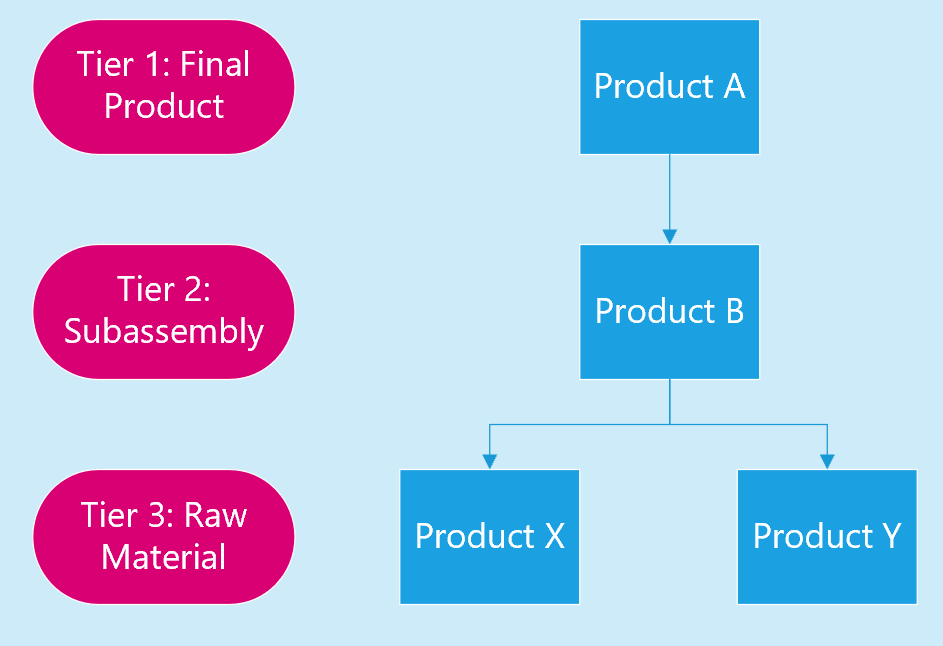 Tier 1: Final
Product
Product A
Tier 2:
Subassembly
Product B
Tier 3: Raw
Material
Product X
Product Y